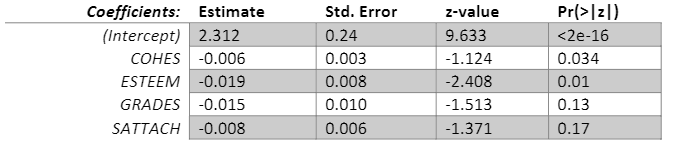 Coefficients: Estimate Std. Error z-value Pr(>|z|)
(Intercept) 2.312 0.24 9.633 <2e-16
COHES -0.006 0.003 -1.124 0.034
ESTEEM -0.019 0.008 -2.408 0.01
GRADES -0.015 0.010 -1.513 0.13
SATTACH -0.008 0.006 -1.371 0.17